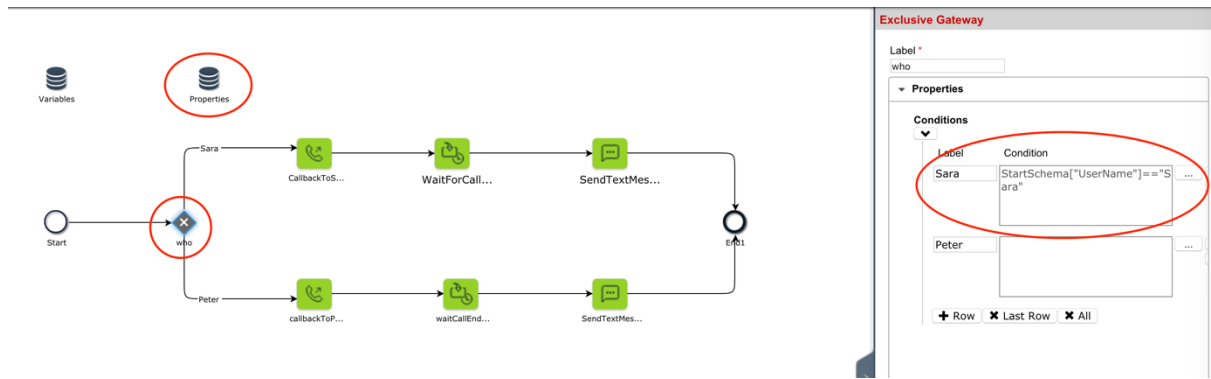 Exclusive Gateway
Label *
who
Properties
Conditions
Label Condition
Sara StartSchema["UserName"]=="S
ara"
...
Peter
...
+ Row ✖ Last Row ✖ All
Variables
Properties
Sara
CallbackToS...
WaitForCall...
SendTextMes...
Start
who
End1
Peter
callbackToP...
waitCallEnd...
SendTextMes...